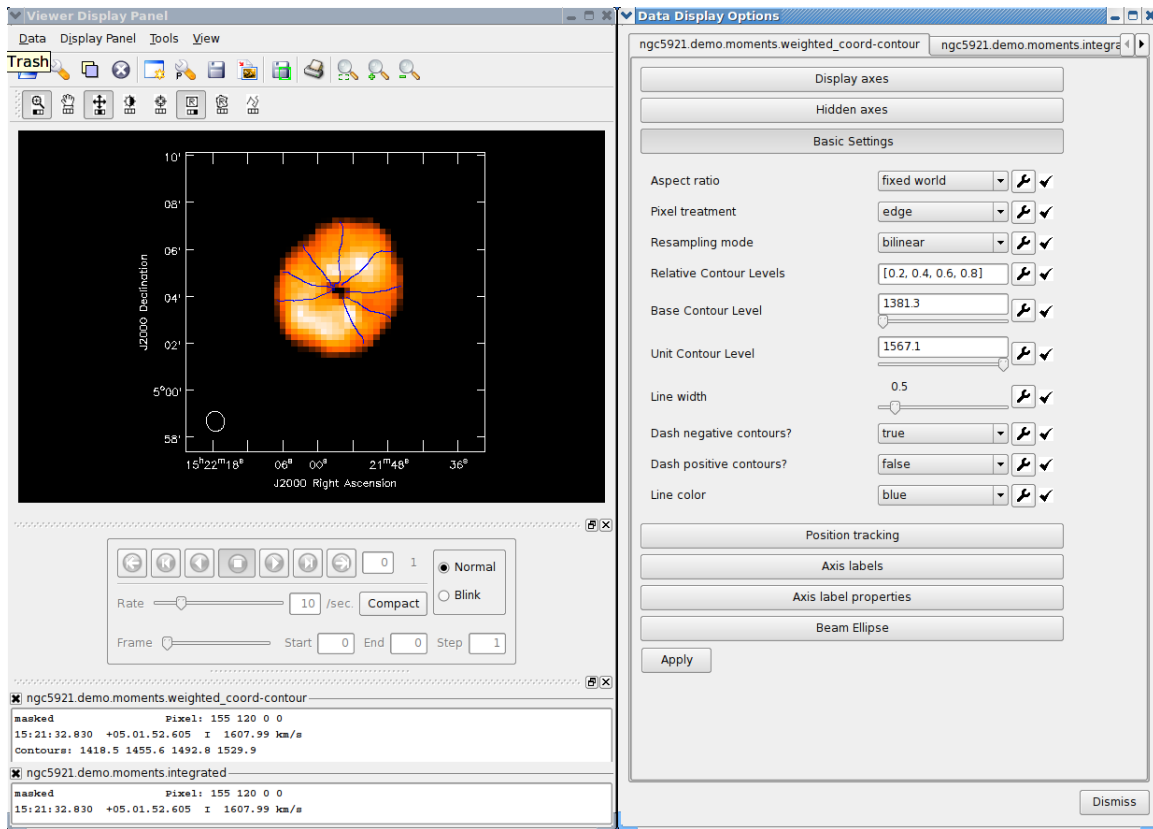 Viewer Display Panel
Data Display Panel Tools View
Trash
10'
08'
06'
04'
02'
5°00'
58'
J2000 Declination
15ʰ22ᵐ18ˢ 06ˢ 00ˢ 21ᵐ48ˢ 36ˢ
J2000 Right Ascension
0 1
Normal
Blink
Rate 10 /sec. Compact
Frame Start 0 End 0 Step 1
ngc5921.demo.moments.weighted_coord-contour
masked Pixel: 155 120 0 0
15:21:32.830 +05.01.52.605 I 1607.99 km/s
Contours: 1418.5 1455.6 1492.8 1529.9
ngc5921.demo.moments.integrated
masked Pixel: 155 120 0 0
15:21:32.830 +05.01.52.605 I 1607.99 km/s
Data Display Options
ngc5921.demo.moments.weighted_coord-contour ngc5921.demo.moments.integra
Display axes
Hidden axes
Basic Settings
Aspect ratio fixed world
Pixel treatment edge
Resampling mode bilinear
Relative Contour Levels [0.2, 0.4, 0.6, 0.8]
Base Contour Level 1381.3
Unit Contour Level 1567.1
Line width 0.5
Dash negative contours? true
Dash positive contours? false
Line color blue
Position tracking
Axis labels
Axis label properties
Beam Ellipse
Apply
Dismiss